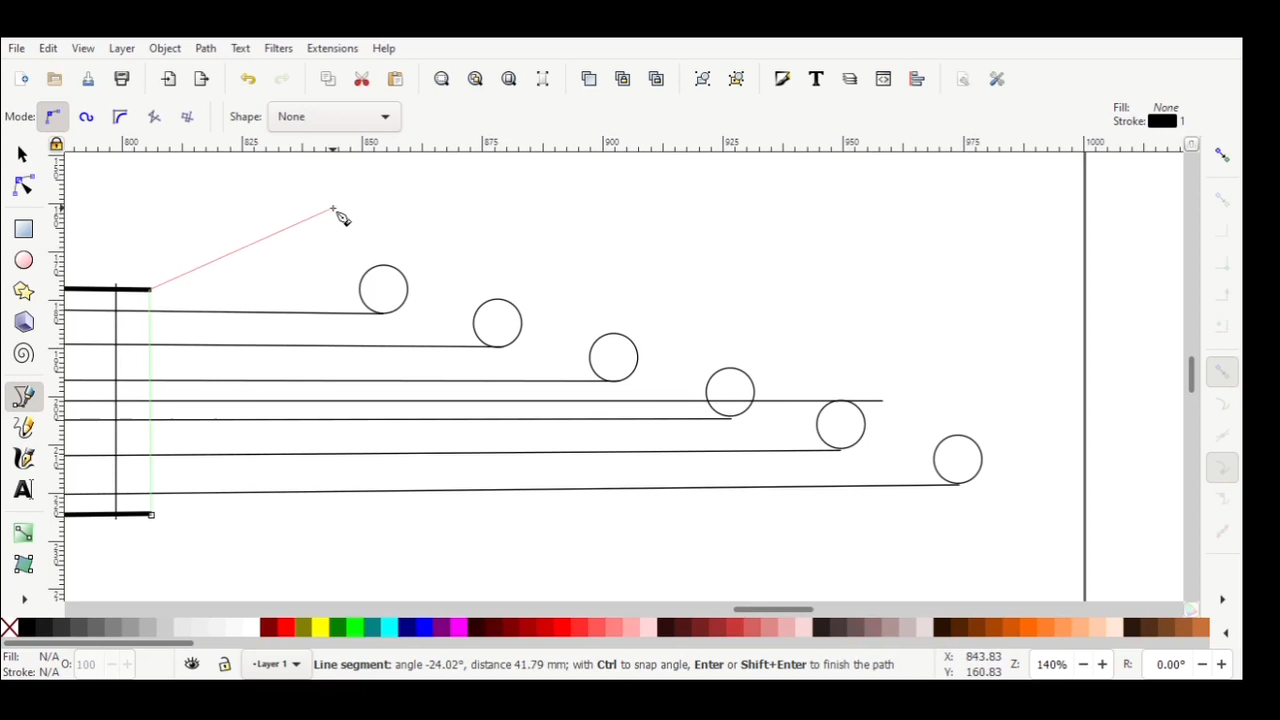 File Edit View Layer Object Path Text Filters Extensions Help
Mode: Shape: None Fill: None
Stroke: 1
800 825 850 875 900 925 950 975 1000
Fill: N/A O: 100 Layer 1 Line segment: angle -24.02°, distance 41.79 mm; with Ctrl to snap angle, Enter or Shift+Enter to finish the path X: 843.83 Z: 140% R: 0.00°
Stroke: N/A Y: 160.83